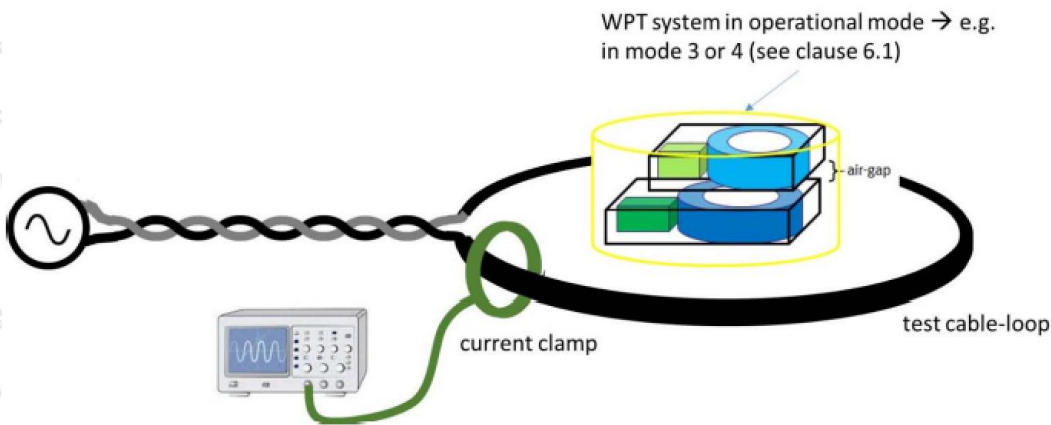 WPT system in operational mode → e.g.
in mode 3 or 4 (see clause 6.1)
air-gap
test cable-loop
current clamp